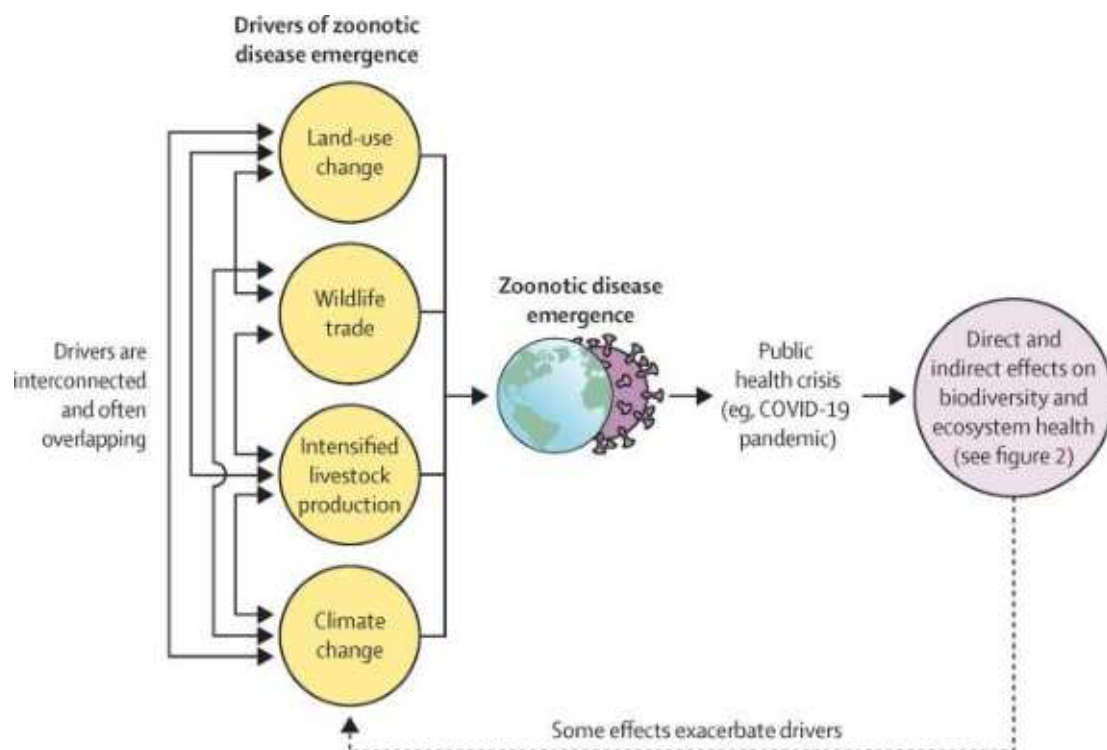 Drivers of zoonotic
disease emergence
Land-use
change
Wildlife
trade
Drivers are
interconnected
and often
overlapping
Intensified
livestock
production
Climate
change
Zoonotic disease
emergence
Public
health crisis
(eg, COVID-19
pandemic)
Direct and
indirect effects on
biodiversity and
ecosystem health
(see figure 2)
Some effects exacerbate drivers